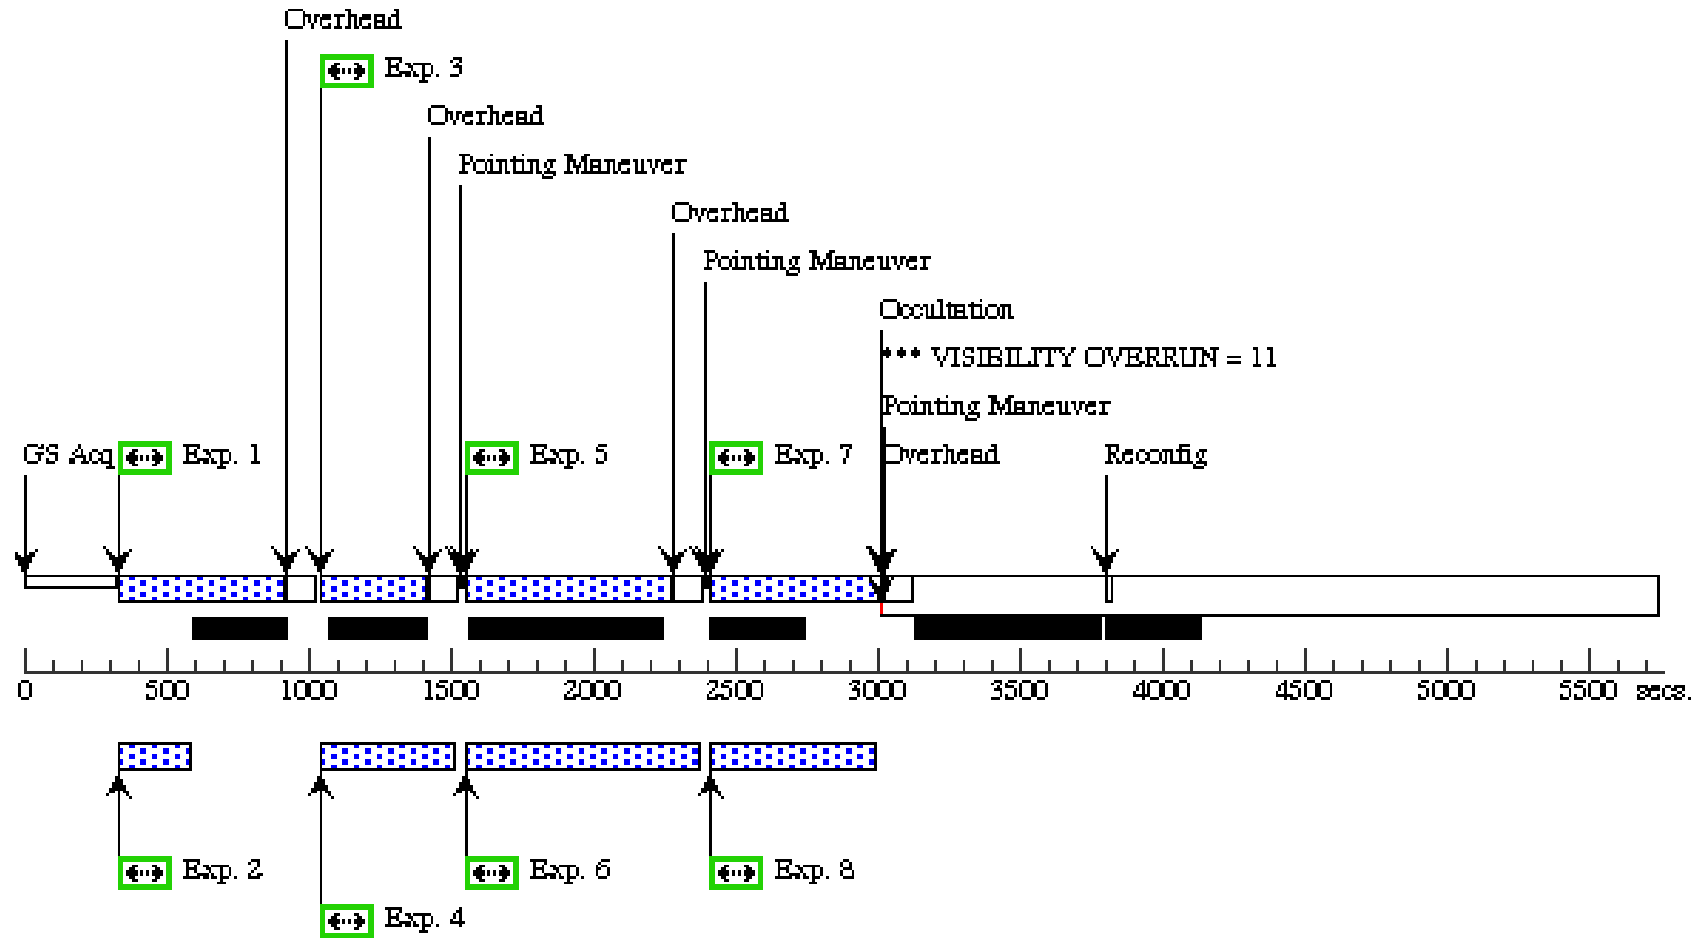 Overhead
Exp. 3
Overhead
Pointing Maneuver
Overhead
Pointing Maneuver
Occultation
*** VISIBILITY OVERRUN = 11
Pointing Maneuver
GS Acq Exp. 1 Exp. 5 Exp. 7 Overhead Reconfig
0 500 1000 1500 2000 2500 3000 3500 4000 4500 5000 5500 secs.
Exp. 2 Exp. 6 Exp. 8
Exp. 4